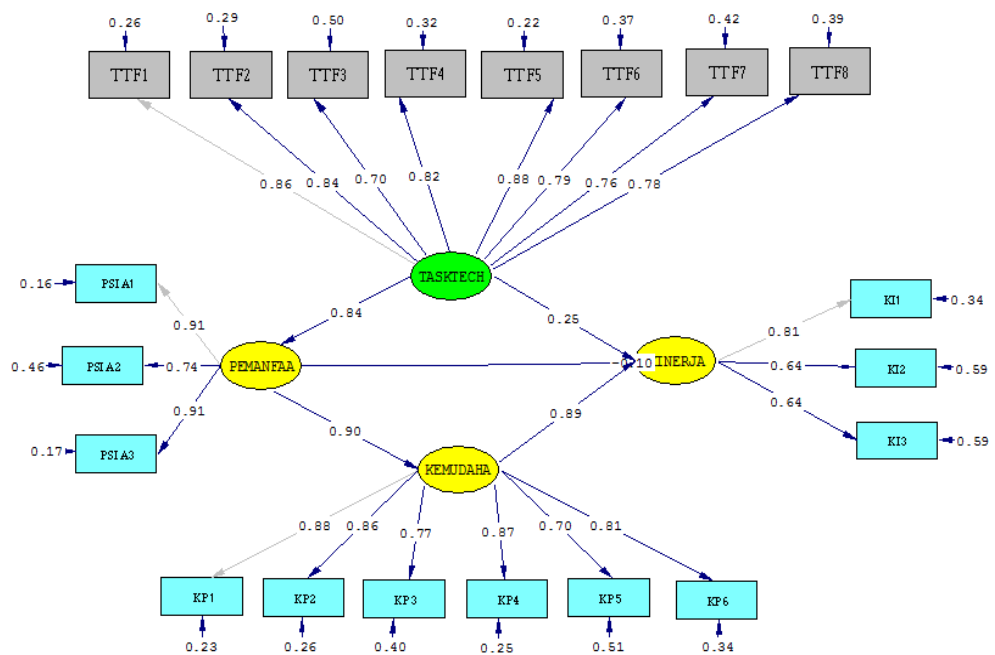 0.26 0.29 0.50 0.32 0.22 0.37 0.42 0.39
TTF1 TTF2 TTF3 TTF4 TTF5 TTF6 TTF7 TTF8
0.86 0.84 0.70 0.82 0.88 0.79 0.76 0.78
TASKTECH
0.16 PSIA1
KI1 0.34
0.91 0.84 0.25 0.81
0.46 PSIA2 0.74 PEMANFAA -0.10 INERJA 0.64 KI2 0.59
0.91 0.90 0.89 0.64
0.17 PSIA3
KI3 0.59
KEMUDAHA
0.88 0.86 0.77 0.87 0.70 0.81
KP1 KP2 KP3 KP4 KP5 KP6
0.23 0.26 0.40 0.25 0.51 0.34